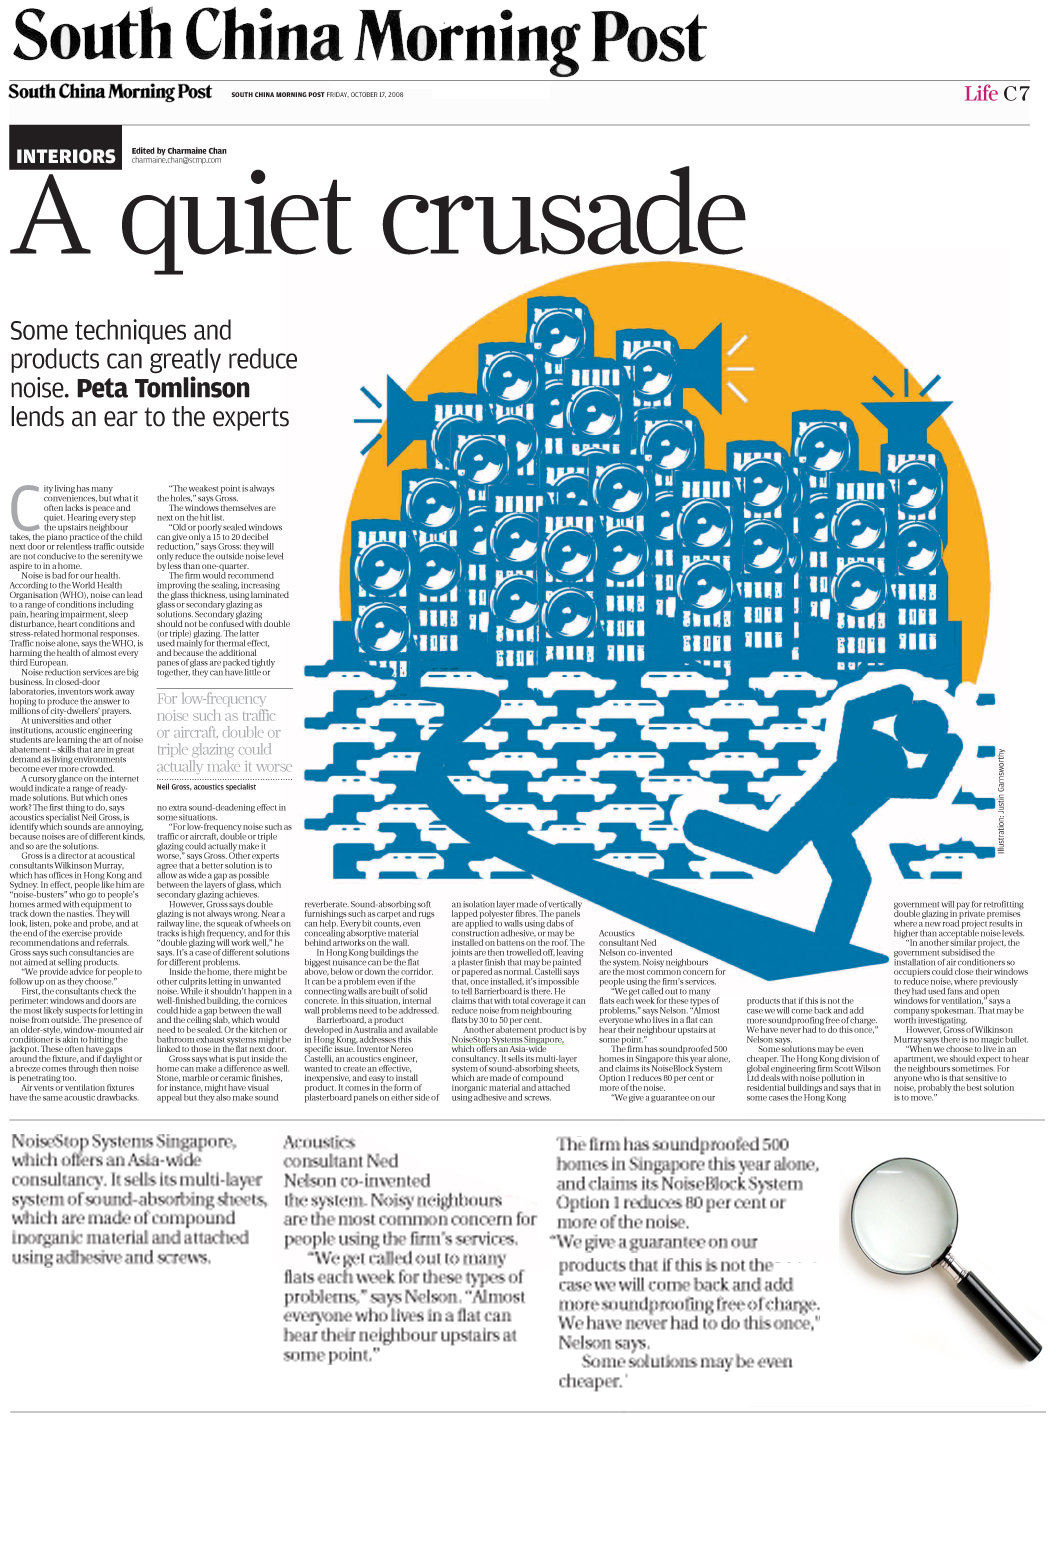 South China Morning Post
South China Morning Post
SOUTH CHINA MORNING POST FRIDAY, OCTOBER 17, 2008
Life C7
INTERIORS
Edited by Charmaine Chan
charmaine.chan@scmp.com
A quiet crusade
Some techniques and
products can greatly reduce
noise. Peta Tomlinson
lends an ear to the experts
City living has many
conveniences, but what it
often lacks is peace and
quiet. Hearing every step
the upstairs neighbour
takes, the piano practice of the child
next door or relentless traffic outside
are not conducive to the serenity we
aspire to in a home.
Noise is bad for our health.
According to the World Health
Organisation (WHO), noise can lead
to a range of conditions including
pain, hearing impairment, sleep
disturbance, heart conditions and
stress-related hormonal responses.
Traffic noise alone, says the WHO, is
harming the health of almost every
third European.
Noise reduction services are big
business. In closed-door
laboratories, inventors work away
hoping to produce the answer to
millions of city-dwellers' prayers.
At universities and other
institutions, acoustic engineering
students are learning the art of noise
abatement – skills that are in great
demand as living environments
become ever more crowded.
A cursory glance on the internet
would indicate a range of ready-
made solutions. But which ones
work? The first thing to do, says
acoustics specialist Neil Gross, is
identify which sounds are annoying,
because noises are of different kinds,
and so are the solutions.
Gross is a director at acoustical
consultants Wilkinson Murray,
which has offices in Hong Kong and
Sydney. In effect, people like him are
"noise-busters" who go to people's
homes armed with equipment to
track down the nasties. They will
look, listen, poke and probe, and at
the end of the exercise provide
recommendations and referrals.
Gross says such consultancies are
not aimed at selling products.
"We provide advice for people to
follow up on as they choose."
First, the consultants check the
perimeter: windows and doors are
the most likely suspects for letting in
noise from outside. The presence of
an older-style, window-mounted air
conditioner is akin to hitting the
jackpot. These often have gaps
around the fixture, and if daylight or
a breeze comes through then noise
is penetrating too.
Air vents or ventilation fixtures
have the same acoustic drawbacks.
"The weakest point is always
the holes," says Gross.
The windows themselves are
next on the hit list.
"Old or poorly sealed windows
can give only a 15 to 20 decibel
reduction," says Gross: they will
only reduce the outside noise level
by less than one-quarter.
The firm would recommend
improving the sealing, increasing
the glass thickness, using laminated
glass or secondary glazing as
solutions. Secondary glazing
should not be confused with double
(or triple) glazing. The latter
used mainly for thermal effect,
and because the additional
panes of glass are packed tightly
together, they can have little or
For low-frequency
noise such as traffic
or aircraft, double or
triple glazing could
actually make it worse
Neil Gross, acoustics specialist
no extra sound-deadening effect in
some situations.
"For low-frequency noise such as
traffic or aircraft, double or triple
glazing could actually make it
worse," says Gross. Other experts
agree that a better solution is to
allow as wide a gap as possible
between the layers of glass, which
secondary glazing achieves.
However, Gross says double
glazing is not always wrong. Near a
railway line, the squeak of wheels on
tracks is high frequency, and for this
"double glazing will work well," he
says. It's a case of different solutions
for different problems.
Inside the home, there might be
other culprits letting in unwanted
noise. While it shouldn't happen in a
well-finished building, the cornices
could hide a gap between the wall
and the ceiling slab, which would
need to be sealed. Or the kitchen or
bathroom exhaust systems might be
linked to those in the flat next door.
Gross says what is put inside the
home can make a difference as well.
Stone, marble or ceramic finishes,
for instance, might have visual
appeal but they also make sound
reverberate. Sound-absorbing soft
furnishings such as carpet and rugs
can help. Every bit counts, even
concealing absorptive material
behind artworks on the wall.
In Hong Kong buildings the
biggest nuisance can be the flat
above, below or down the corridor.
It can be a problem even if the
connecting walls are built of solid
concrete. In this situation, internal
wall problems need to be addressed.
Barrierboard, a product
developed in Australia and available
in Hong Kong, addresses this
specific issue. Inventor Nereo
Castelli, an acoustics engineer,
wanted to create an effective,
inexpensive, and easy to install
product. It comes in the form of
plasterboard panels on either side of
an isolation layer made of vertically
lapped polyester fibres. The panels
are applied to walls using dabs of
construction adhesive, or may be
installed on battens on the roof. The
joints are then trowelled off, leaving
a plaster finish that may be painted
or papered as normal. Castelli says
that, once installed, it's impossible
to tell Barrierboard is there. He
claims that with total coverage it can
reduce noise from neighbouring
flats by 30 to 50 per cent.
Another abatement product is by
NoiseStop Systems Singapore,
which offers an Asia-wide
consultancy. It sells its multi-layer
system of sound-absorbing sheets,
which are made of compound
inorganic material and attached
using adhesive and screws.
Acoustics
consultant Ned
Nelson co-invented
the system. Noisy neighbours
are the most common concern for
people using the firm's services.
"We get called out to many
flats each week for these types of
problems," says Nelson. "Almost
everyone who lives in a flat can
hear their neighbour upstairs at
some point."
The firm has soundproofed 500
homes in Singapore this year alone,
and claims its NoiseBlock System
Option 1 reduces 80 per cent or
more of the noise.
"We give a guarantee on our
products that if this is not the
case we will come back and add
more soundproofing free of charge.
We have never had to do this once,"
Nelson says.
Some solutions may be even
cheaper. The Hong Kong division of
global engineering firm Scott Wilson
Ltd deals with noise pollution in
residential buildings and says that in
some cases the Hong Kong
government will pay for retrofitting
double glazing in private premises
where a new road project results in
higher than acceptable noise levels.
"In another similar project, the
government subsidised the
installation of air conditioners so
occupiers could close their windows
to reduce noise, where previously
they had used fans and open
windows for ventilation," says a
company spokesman. That may be
worth investigating.
However, Gross of Wilkinson
Murray says there is no magic bullet.
"When we choose to live in an
apartment, we should expect to hear
the neighbours sometimes. For
anyone who is that sensitive to
noise, probably the best solution
is to move."
Illustration: Justin Garnsworthy
NoiseStop Systems Singapore,
which offers an Asia-wide
consultancy. It sells its multi-layer
system of sound-absorbing sheets,
which are made of compound
inorganic material and attached
using adhesive and screws.
Acoustics
consultant Ned
Nelson co-invented
the system. Noisy neighbours
are the most common concern for
people using the firm's services.
"We get called out to many
flats each week for these types of
problems," says Nelson. "Almost
everyone who lives in a flat can
hear their neighbour upstairs at
some point."
The firm has soundproofed 500
homes in Singapore this year alone,
and claims its NoiseBlock System
Option 1 reduces 80 per cent or
more of the noise.
"We give a guarantee on our
products that if this is not the
case we will come back and add
more soundproofing free of charge.
We have never had to do this once,"
Nelson says.
Some solutions may be even
cheaper.'